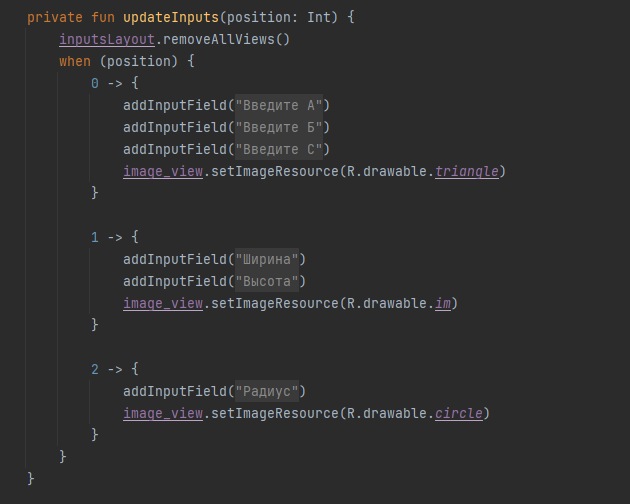 private fun updateInputs(position: Int) {
inputsLayout.removeAllViews()
when (position) {
0 -> {
addInputField("Введите А")
addInputField("Введите Б")
addInputField("Введите С")
image_view.setImageResource(R.drawable.triangle)
}
1 -> {
addInputField("Ширина")
addInputField("Высота")
image_view.setImageResource(R.drawable.im)
}
2 -> {
addInputField("Радиус")
image_view.setImageResource(R.drawable.circle)
}
}
}